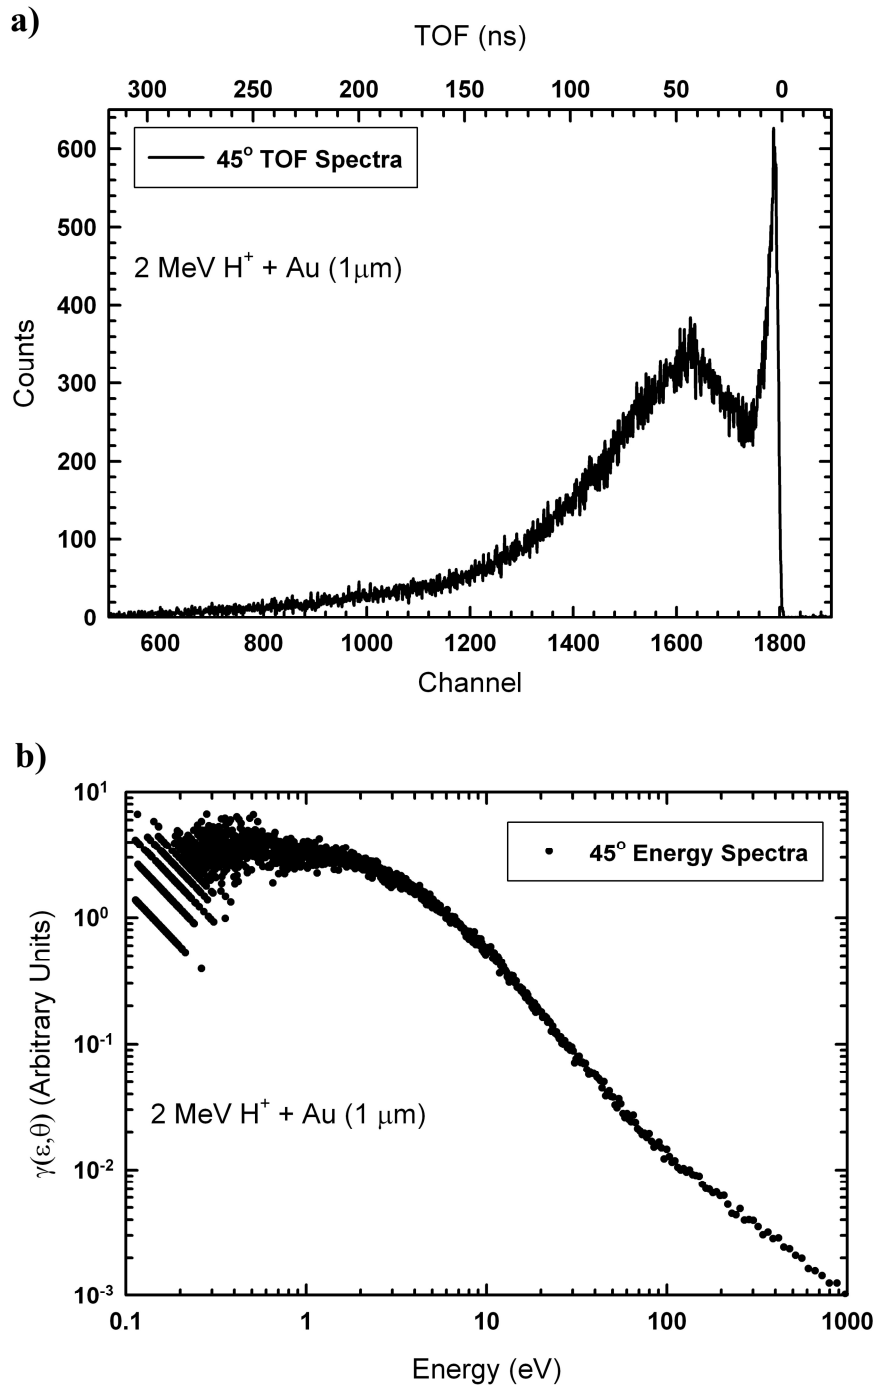 a)
TOF (ns)
300 250 200 150 100 50 0
600
500
400
300
200
100
0
45° TOF Spectra
2 MeV H⁺ + Au (1μm)
Counts
600 800 1000 1200 1400 1600 1800
Channel
b)
10¹
10⁰
10⁻¹
10⁻²
10⁻³
45° Energy Spectra
2 MeV H⁺ + Au (1 μm)
γ(ε,θ) (Arbitrary Units)
0.1 1 10 100 1000
Energy (eV)